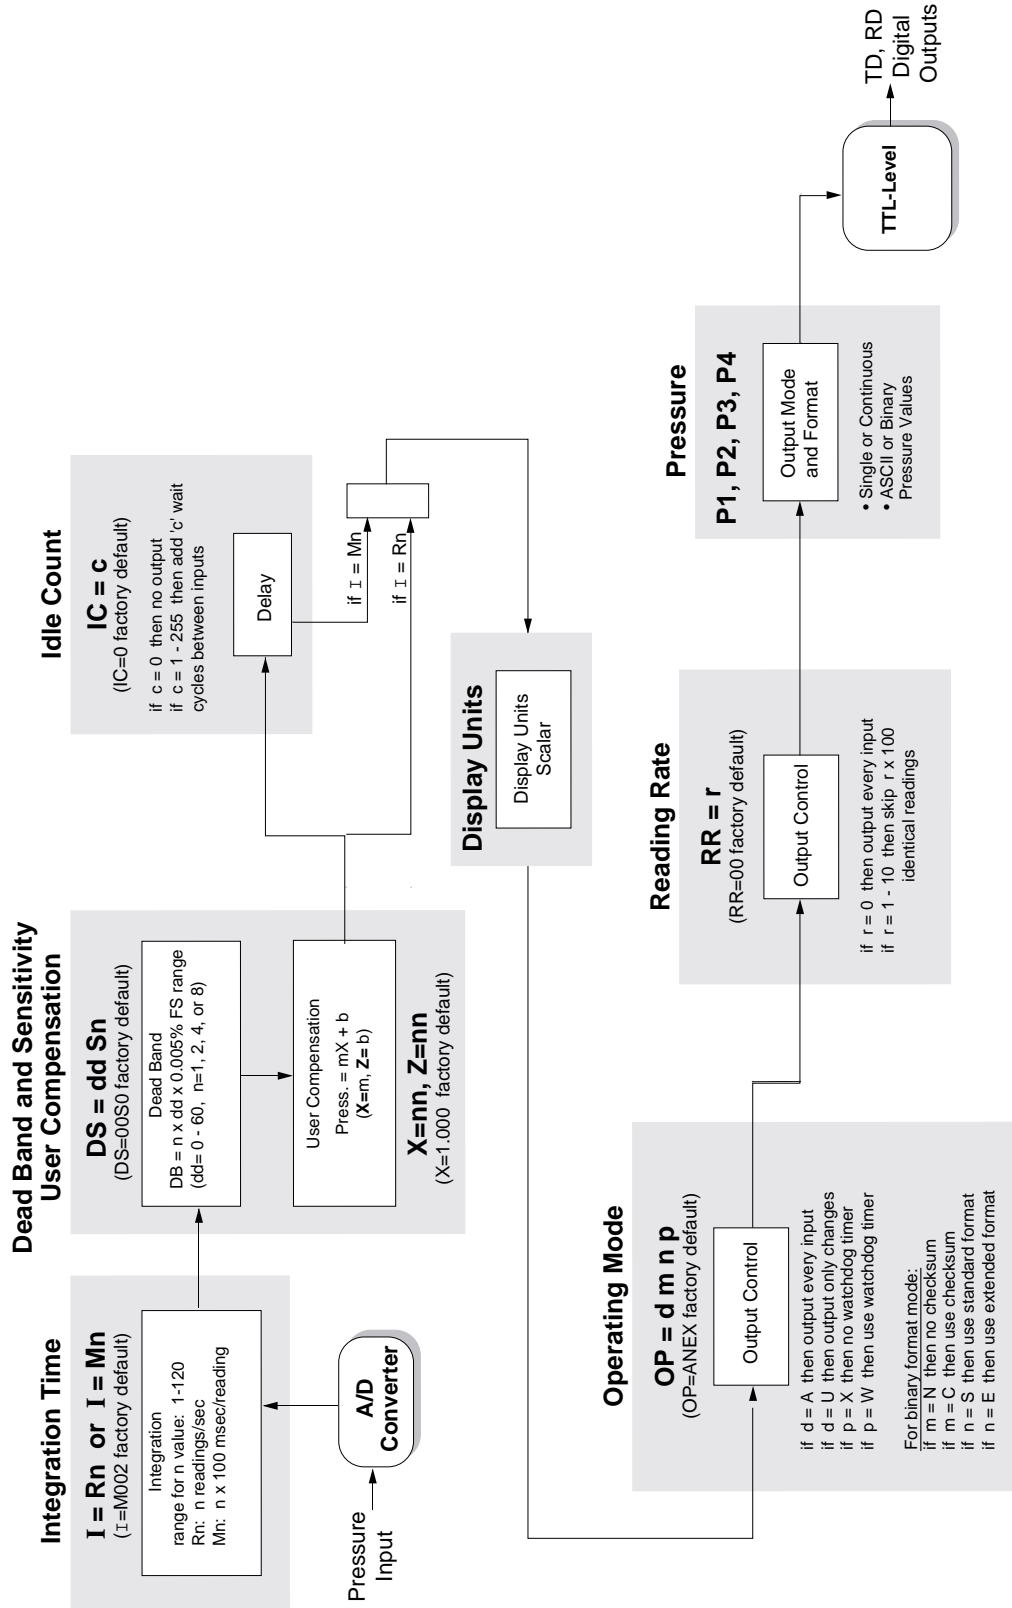 Integration Time
I = Rn or I = Mn
(I=M002 factory default)
Integration
range for n value: 1-120
Rn: n readings/sec
Mn: n x 100 msec/reading
A/D
Converter
Pressure
Input
Dead Band and Sensitivity
User Compensation
DS = dd Sn
(DS=00S0 factory default)
Dead Band
DB = n x dd x 0.005% FS range
(dd= 0 - 60, n=1, 2, 4, or 8)
User Compensation
Press. = mX + b
(X=m, Z= b)
X=nn, Z=nn
(X=1.000 factory default)
Idle Count
IC = c
(IC=0 factory default)
if c = 0 then no output
if c = 1 - 255 then add 'c' wait
cycles between inputs
Delay
if I = Mn
if I = Rn
Display Units
Display Units
Scalar
Operating Mode
OP = d m n p
(OP=ANEX factory default)
Output Control
if d = A then output every input
if d = U then output only changes
if p = X then no watchdog timer
if p = W then use watchdog timer
For binary format mode:
if m = N then no checksum
if m = C then use checksum
if n = S then use standard format
if n = E then use extended format
Reading Rate
RR = r
(RR=00 factory default)
Output Control
if r = 0 then output every input
if r = 1 - 10 then skip r x 100
identical readings
Pressure
P1, P2, P3, P4
Output Mode
and Format
• Single or Continuous
• ASCII or Binary
Pressure Values
TTL-Level
TD, RD
Digital
Outputs